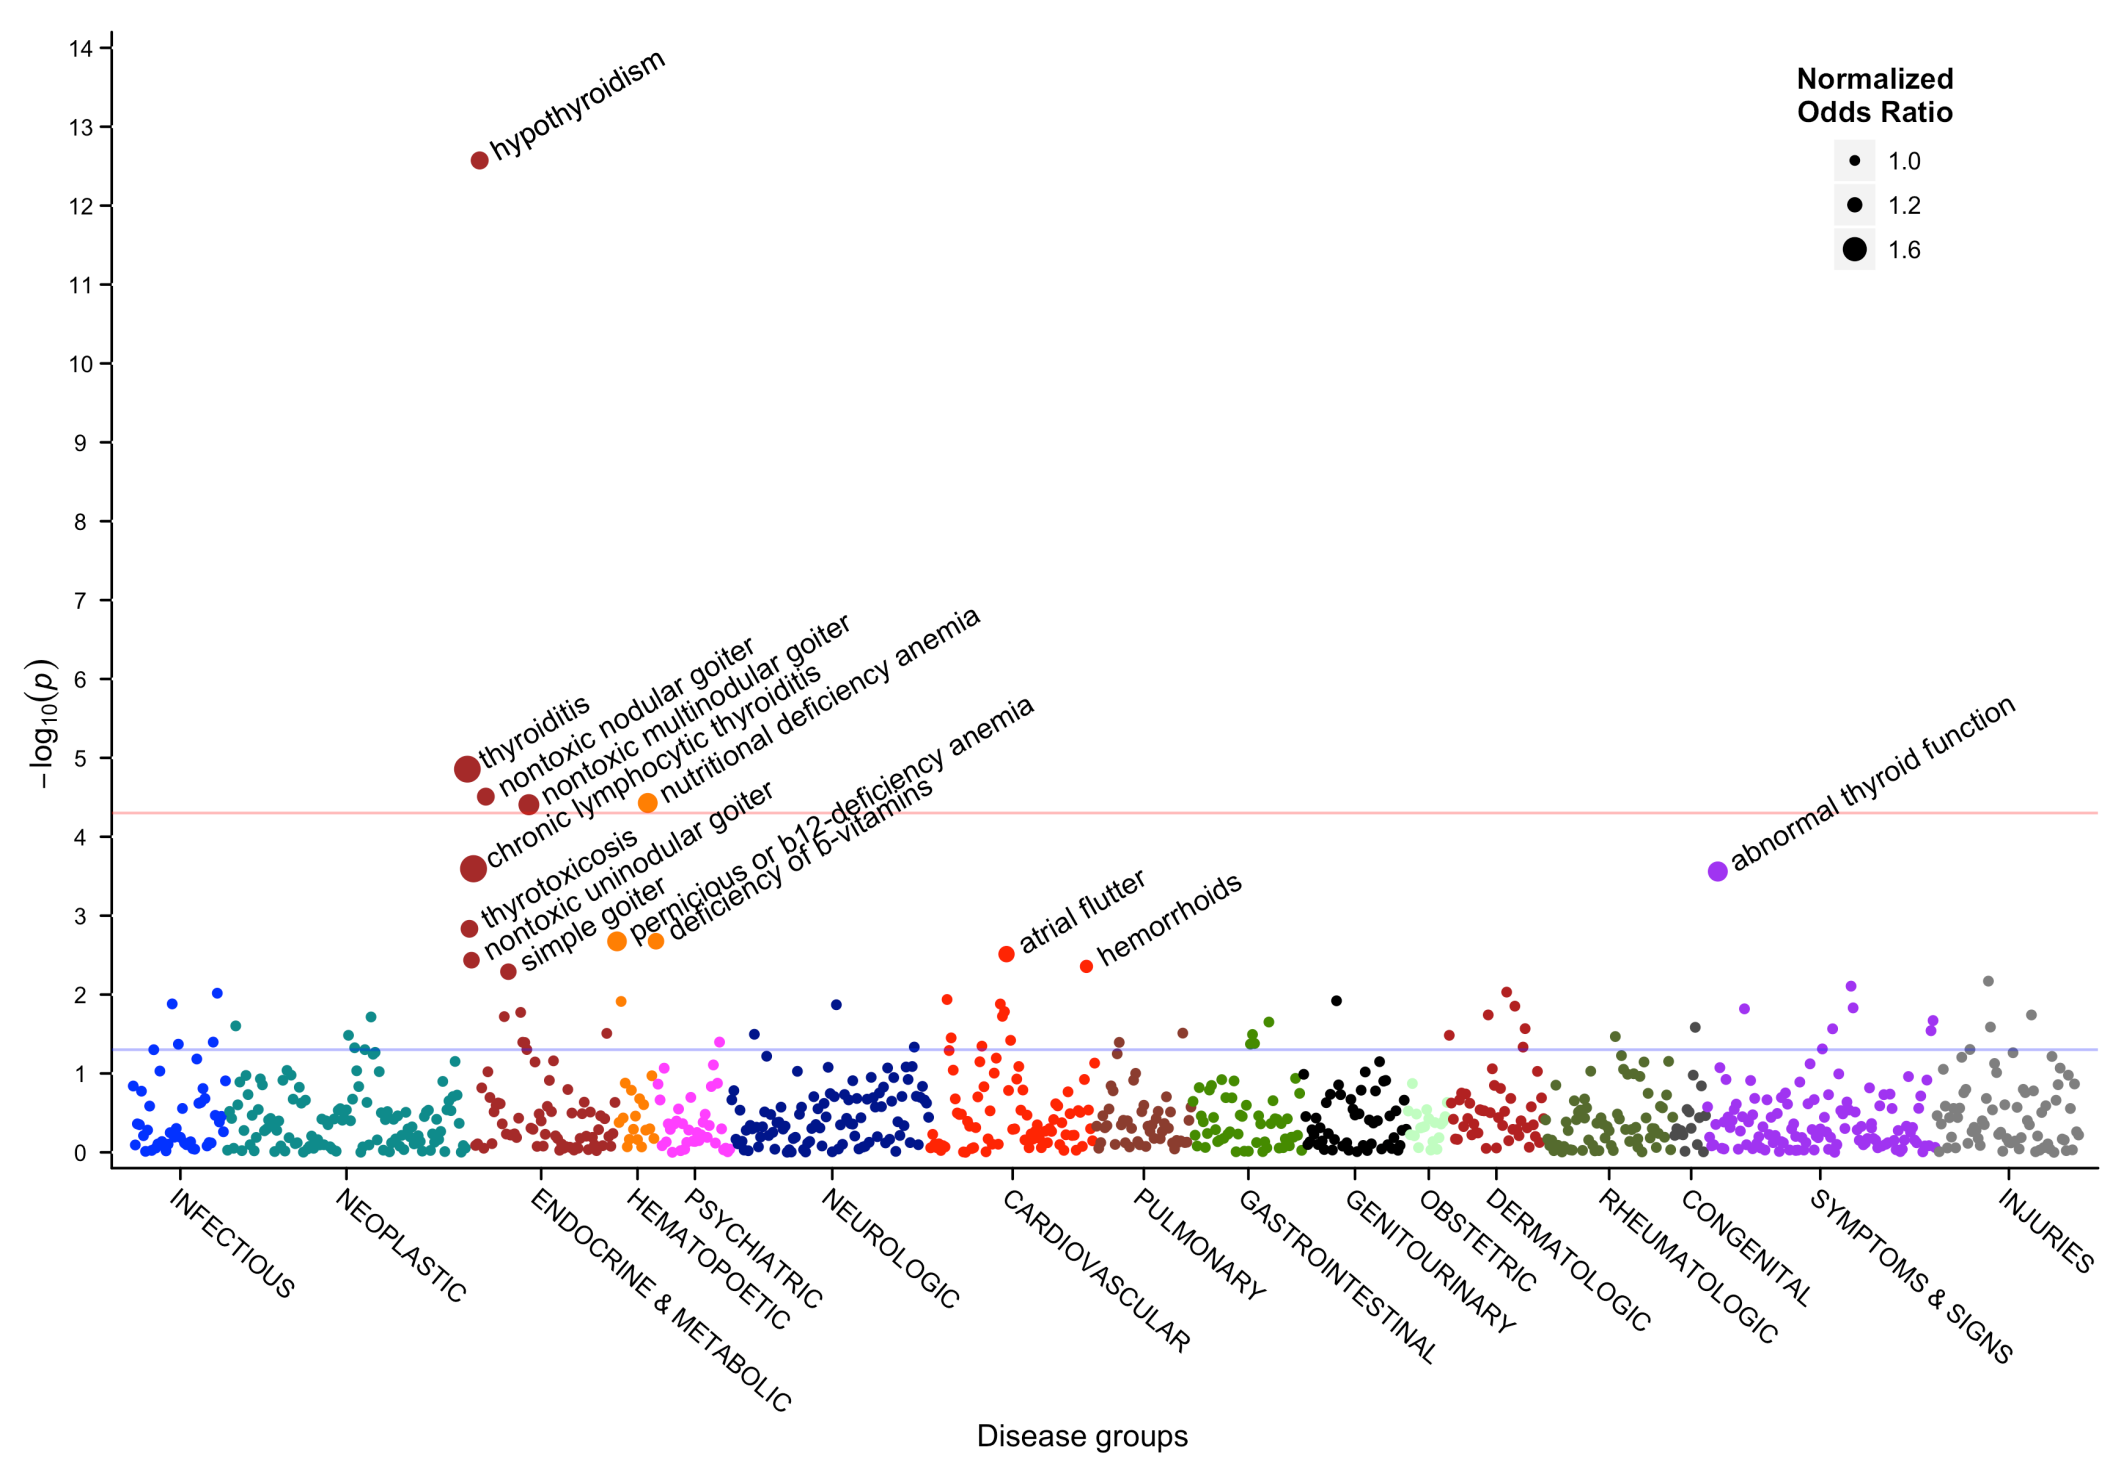 14
13
12
11
10
9
8
7
6
5
4
3
2
1
0
−log10(p)
Normalized
Odds Ratio
1.0
1.2
1.6
hypothyroidism
thyroiditis
nontoxic nodular goiter
nontoxic multinodular goiter
chronic lymphocytic thyroiditis
nutritional deficiency anemia
thyrotoxicosis
nontoxic uninodular goiter
simple goiter
pernicious or b12-deficiency anemia
deficiency of b-vitamins
atrial flutter
hemorrhoids
abnormal thyroid function
INFECTIOUS
NEOPLASTIC
ENDOCRINE & METABOLIC
HEMATOPOETIC
PSYCHIATRIC
NEUROLOGIC
CARDIOVASCULAR
PULMONARY
GASTROINTESTINAL
GENITOURINARY
OBSTETRIC
DERMATOLOGIC
RHEUMATOLOGIC
CONGENITAL
SYMPTOMS & SIGNS
INJURIES
Disease groups